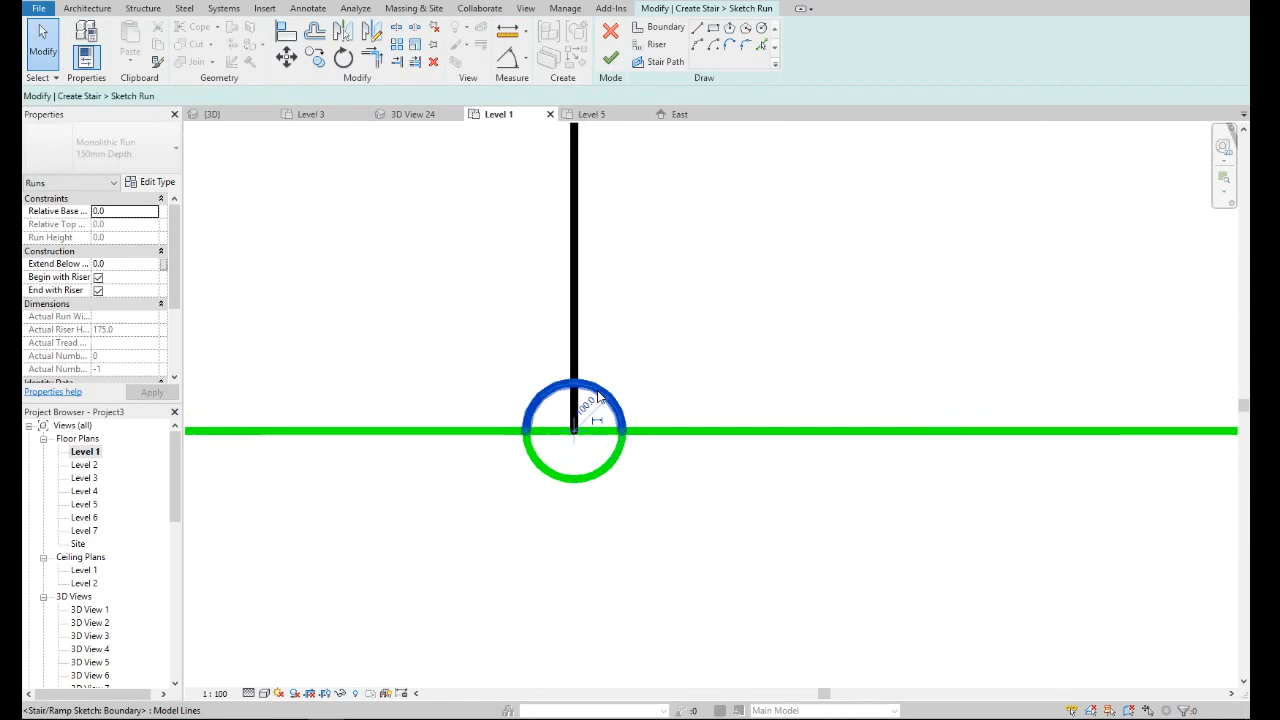 File Architecture Structure Steel Systems Insert Annotate Analyze Massing & Site Collaborate View Manage Add-Ins Modify | Create Stair > Sketch Run
Modify Paste Cope Cut Join Boundary Riser Stair Path
Select Properties Clipboard Geometry Modify View Measure Create Mode Draw
Modify | Create Stair > Sketch Run
Properties
(3D) Level 3 3D View 24 Level 1 Level 5 East
Monolithic Run
150mm Depth
Runs Edit Type
Constraints
Relative Base ... 0.0
Relative Top ... 0.0
Run Height 0.0
Construction
Extend Below ... 0.0
Begin with Riser
End with Riser
Dimensions
Actual Run Wi...
Actual Riser H... 175.0
Actual Tread ...
Actual Numb... 0
Actual Numb... -1
Identity Data
Properties help Apply
100.0
Project Browser - Project3
Views (all)
Floor Plans
Level 1
Level 2
Level 3
Level 4
Level 5
Level 6
Level 7
Site
Ceiling Plans
Level 1
Level 2
3D Views
3D View 1
3D View 2
3D View 3
3D View 4
3D View 5
3D View 6
1 : 100
<Stair/Ramp Sketch: Boundary> : Model Lines :0 Main Model :0